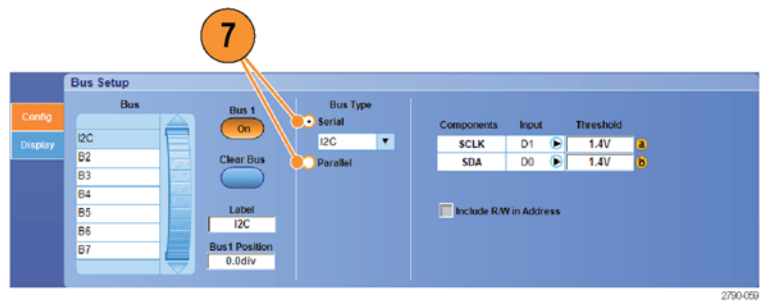 7
Bus Setup
Config
Display
Bus
I2C
B2
B3
B4
B5
B6
B7
Bus 1
On
Clear Bus
Label
I2C
Bus1 Position
0.0div
Bus Type
Serial
I2C
Parallel
Components Input Threshold
SCLK D1 1.4V a
SDA D0 1.4V b
Include R/W in Address
2790-059